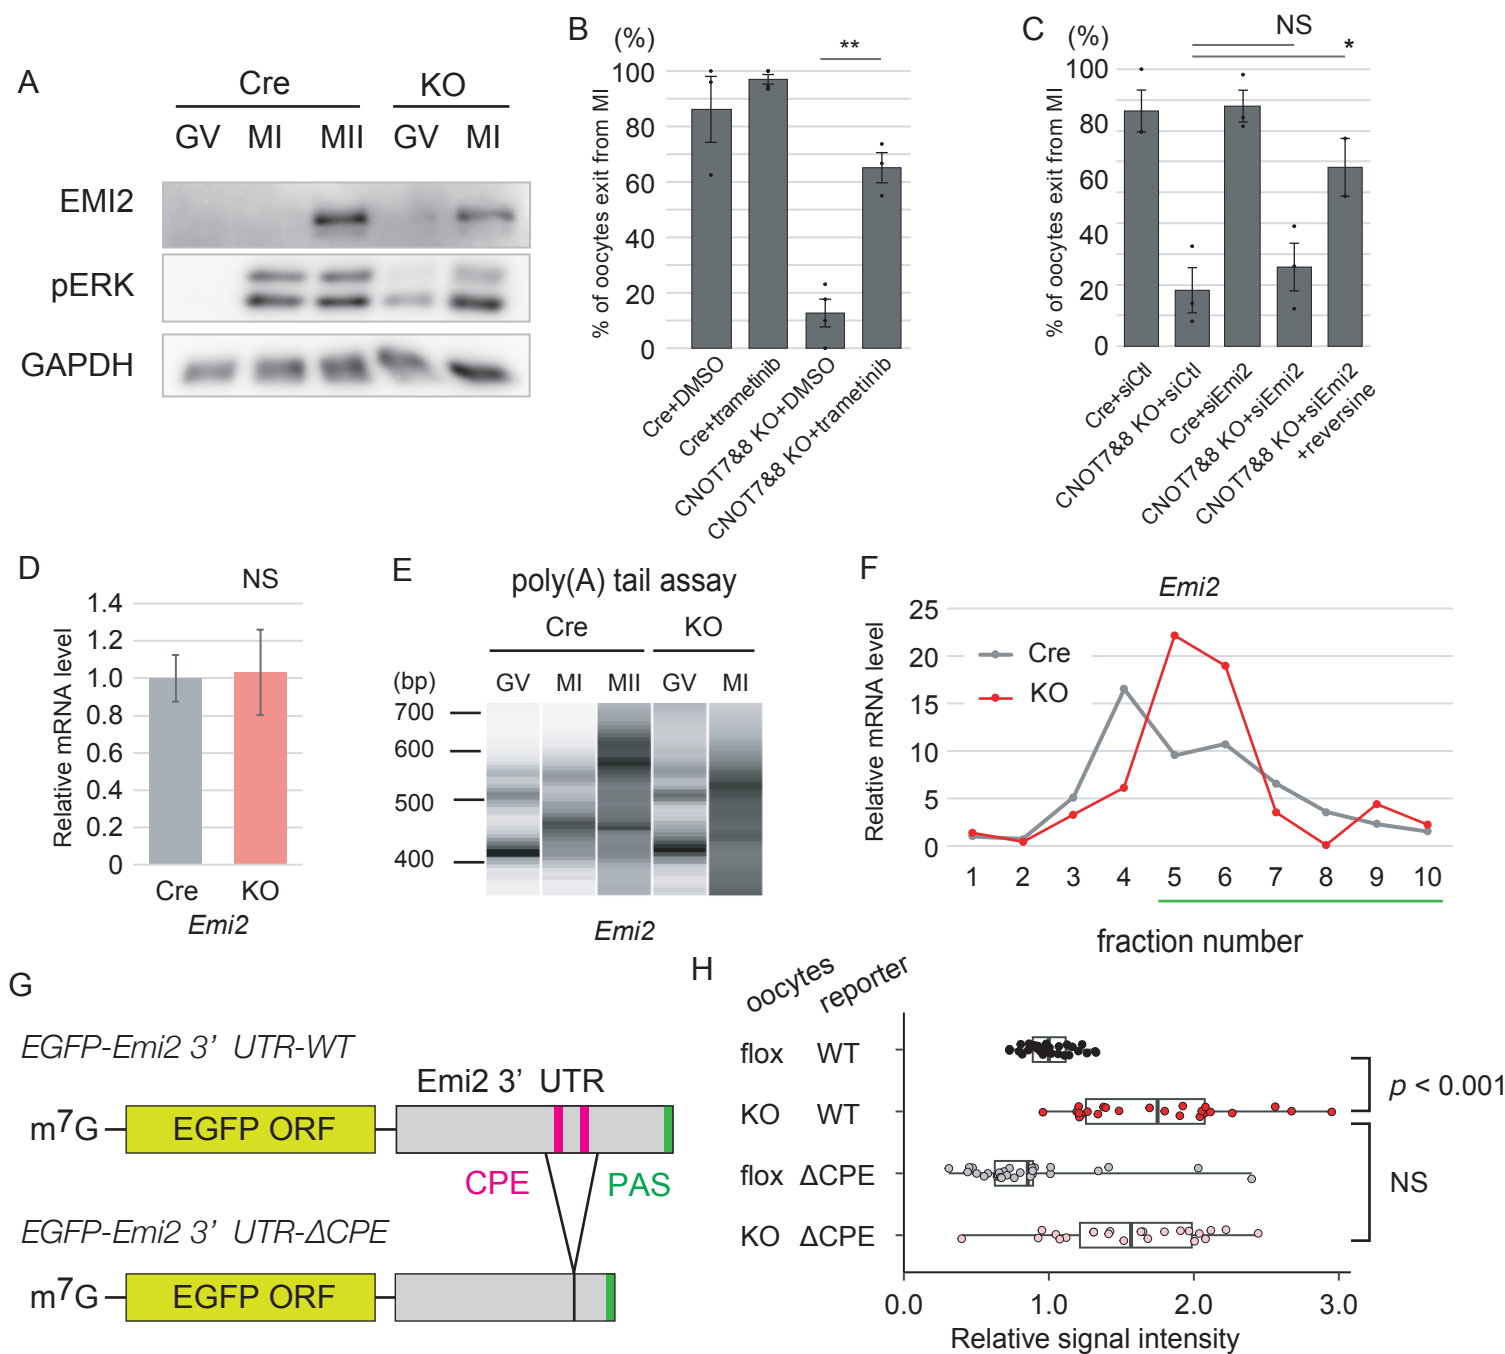 A
Cre
KO
GV
MI
MII
GV
MI
EMI2
pERK
GAPDH
B
(%)
% of oocytes exit from MI
100
80
60
40
20
0
**
Cre+DMSO
Cre+trametinib
CNOT7&8 KO+DMSO
CNOT7&8 KO+trametinib
C
(%)
% of oocytes exit from MI
100
80
60
40
20
0
NS
*
Cre+siCtl
CNOT7&8 KO+siCtl
Cre+siEmi2
CNOT7&8 KO+siEmi2
CNOT7&8 KO+siEmi2
+reversine
D
NS
Relative mRNA level
1.4
1.2
1.0
0.8
0.6
0.4
0.2
0
Cre
KO
Emi2
E
poly(A) tail assay
Cre
KO
(bp)
GV
MI
MII
GV
MI
700
600
500
400
Emi2
F
Emi2
Relative mRNA level
25
20
15
10
5
0
Cre
KO
1 2 3 4 5 6 7 8 9 10
fraction number
G
EGFP-Emi2 3’ UTR-WT
Emi2 3’ UTR
m7G
EGFP ORF
CPE
PAS
EGFP-Emi2 3’ UTR-ΔCPE
m7G
EGFP ORF
H
oocytes
reporter
flox WT
KO WT
flox ΔCPE
KO ΔCPE
p < 0.001
NS
0.0 1.0 2.0 3.0
Relative signal intensity